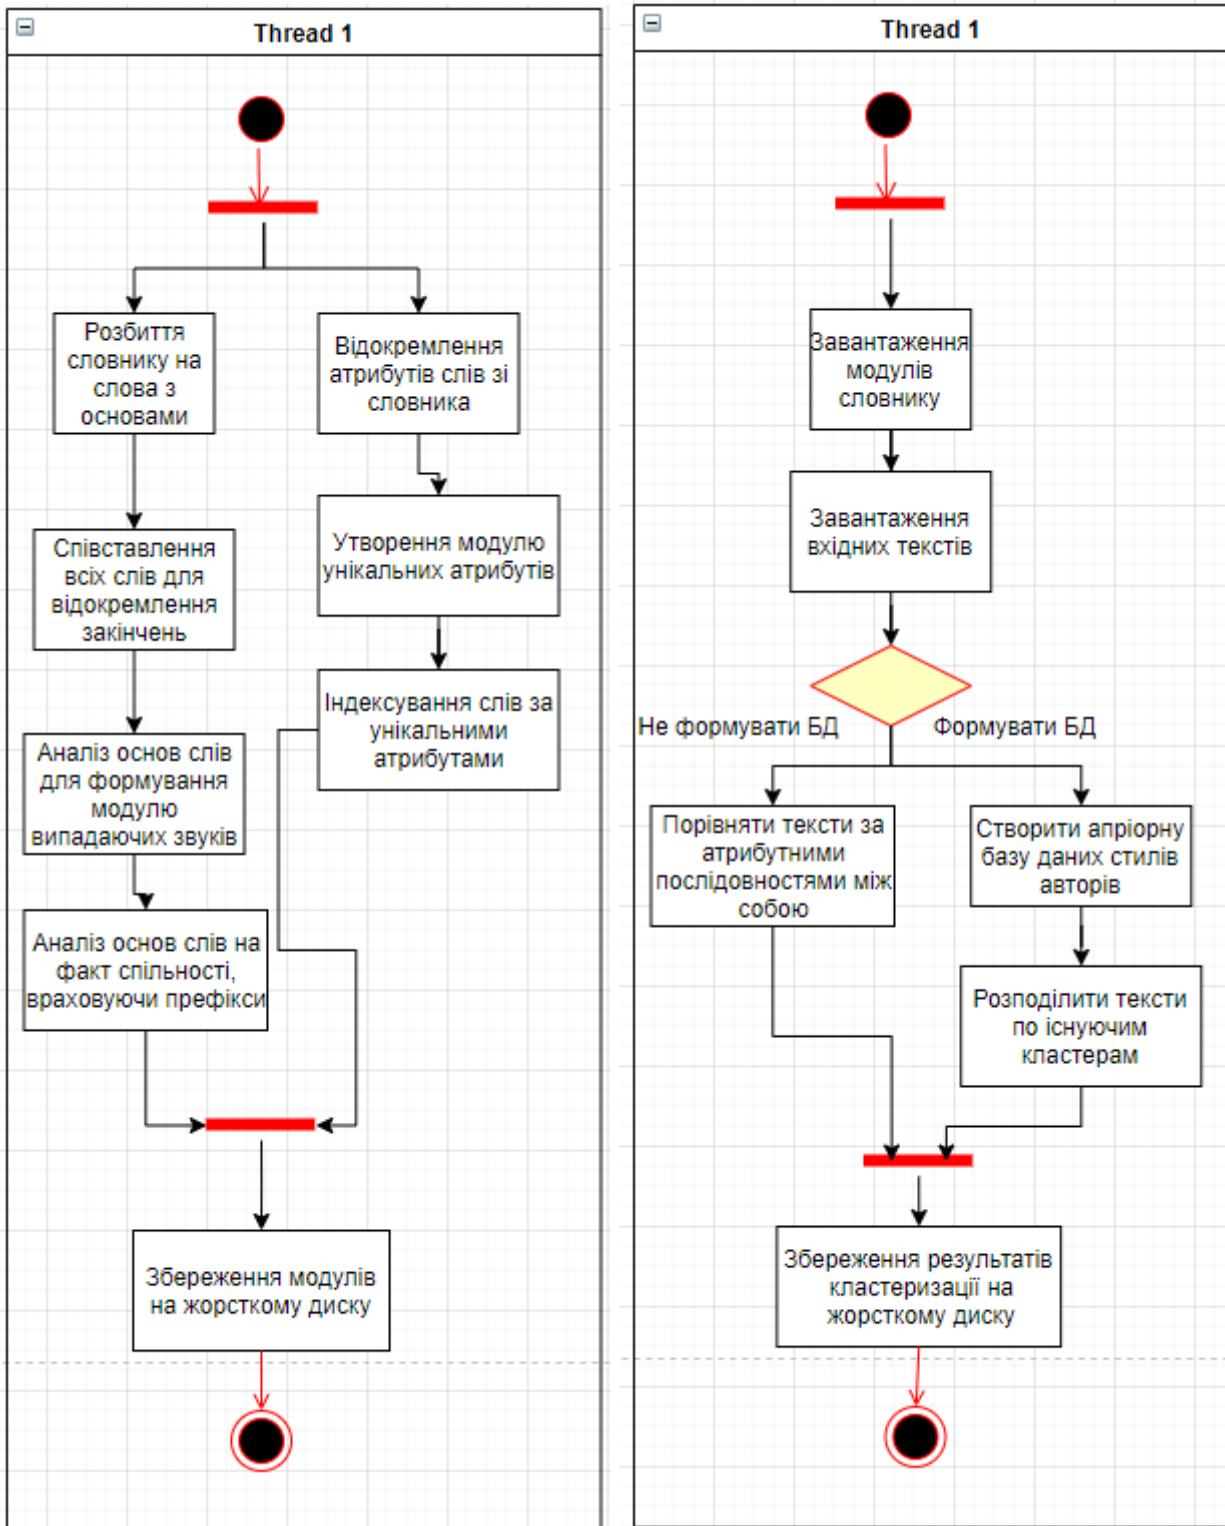 Thread 1
Розбиття
словнику на
слова з
основами
Відокремлення
атрибутів слів зі
словника
Співставлення
всіх слів для
відокремлення
закінчень
Утворення модулю
унікальних атрибутів
Індексування слів за
унікальними
атрибутами
Аналіз основ слів
для формування
модулю
випадаючих звуків
Аналіз основ слів на
факт спільності,
враховуючи префікси
Збереження модулів
на жорсткому диску
Thread 1
Завантаження
модулів
словнику
Завантаження
вхідних текстів
Не формувати БД
Формувати БД
Порівняти тексти за
атрибутними
послідовностями між
собою
Створити апріорну
базу даних стилів
авторів
Розподілити тексти
по існуючим
кластерам
Збереження результатів
кластеризації на
жорсткому диску